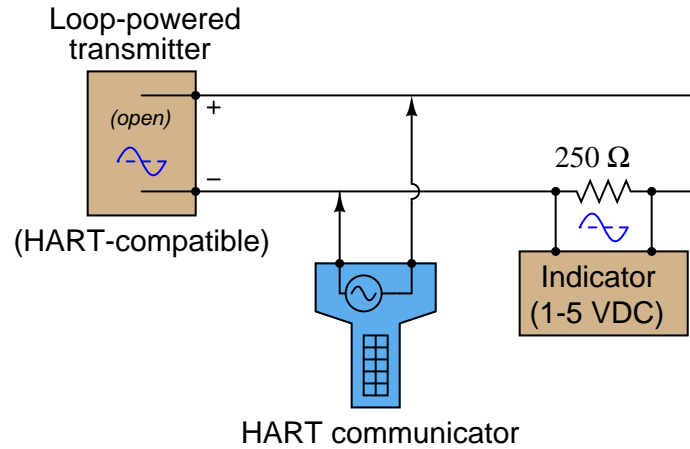 Loop-powered
transmitter
(open)
+
−
(HART-compatible)
250 Ω
Indicator
(1-5 VDC)
HART communicator